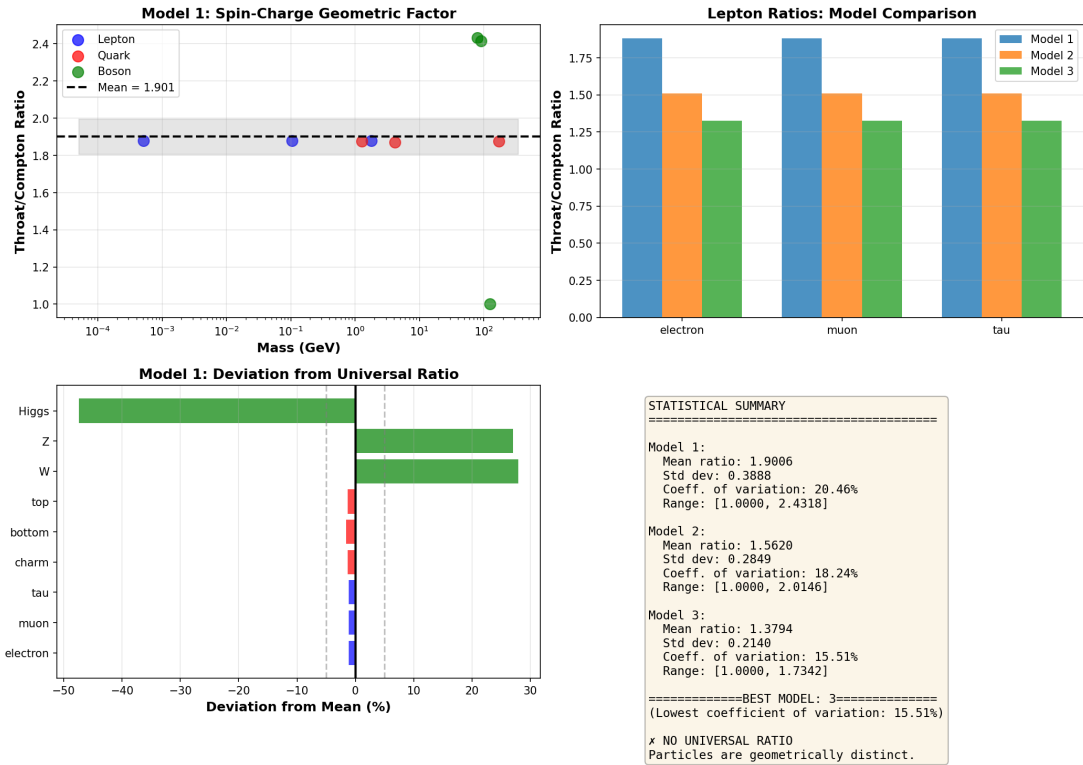 Model 1: Spin-Charge Geometric Factor
Throat/Compton Ratio
2.4
2.2
2.0
1.8
1.6
1.4
1.2
1.0
Lepton
Quark
Boson
Mean = 1.901
10⁻⁴
10⁻³
10⁻²
10⁻¹
10⁰
10¹
10²
Mass (GeV)
Lepton Ratios: Model Comparison
Throat/Compton Ratio
1.75
1.50
1.25
1.00
0.75
0.50
0.25
0.00
Model 1
Model 2
Model 3
electron
muon
tau
Model 1: Deviation from Universal Ratio
Higgs
Z
W
top
bottom
charm
tau
muon
electron
−50
−40
−30
−20
−10
0
10
20
30
Deviation from Mean (%)
STATISTICAL SUMMARY
========================================
Model 1:
Mean ratio: 1.9006
Std dev: 0.3888
Coeff. of variation: 20.46%
Range: [1.0000, 2.4318]
Model 2:
Mean ratio: 1.5620
Std dev: 0.2849
Coeff. of variation: 18.24%
Range: [1.0000, 2.0146]
Model 3:
Mean ratio: 1.3794
Std dev: 0.2140
Coeff. of variation: 15.51%
Range: [1.0000, 1.7342]
=============BEST MODEL: 3==============
(Lowest coefficient of variation: 15.51%)
✗ NO UNIVERSAL RATIO
Particles are geometrically distinct.